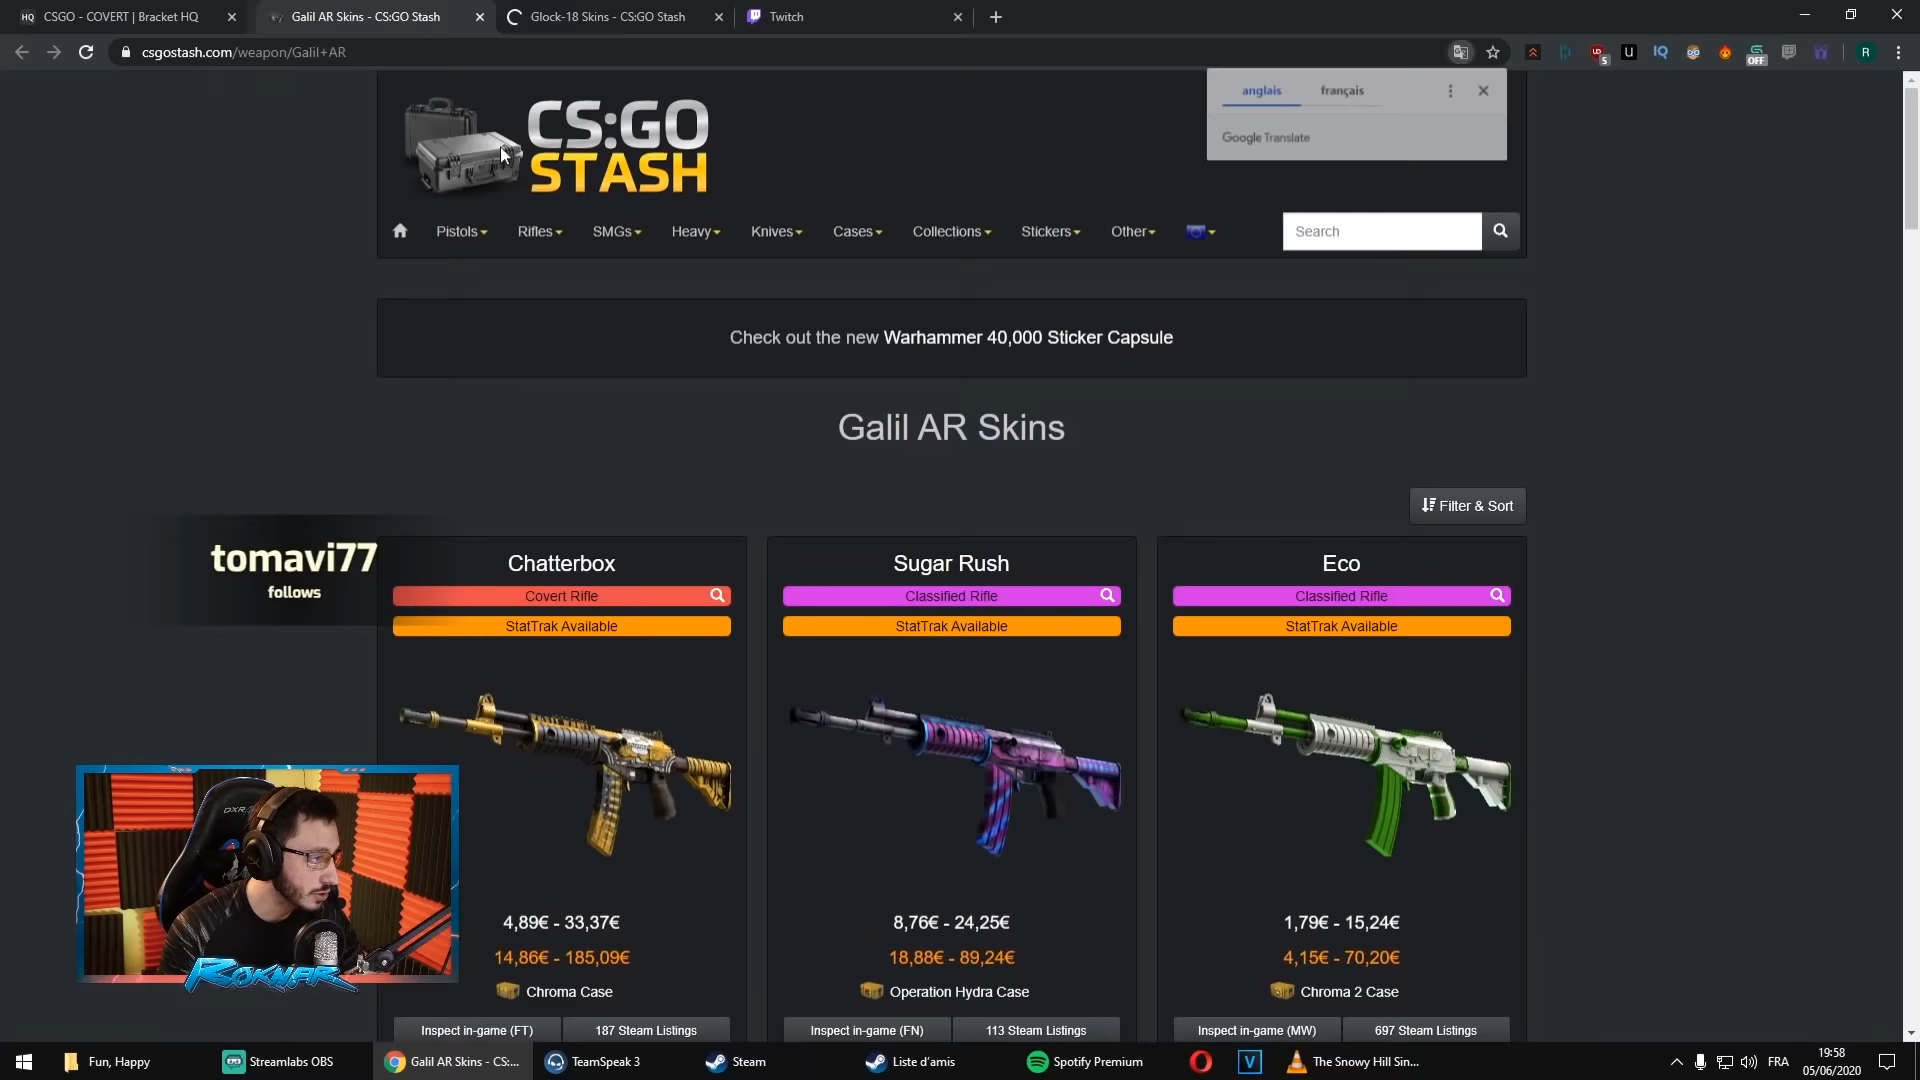 HQ CSGO - COVERT | Bracket HQ
Galil AR Skins - CS:GO Stash
Glock-18 Skins - CS:GO Stash
Twitch
csgostash.com/weapon/Galil+AR
5
U
IQ
OFF
R
anglais français
Google Translate
CS:GO
STASH
Pistols Rifles SMGs Heavy Knives Cases Collections Stickers Other
Search
Check out the new Warhammer 40,000 Sticker Capsule
Galil AR Skins
Filter & Sort
tomavi77
follows
Chatterbox
Covert Rifle
StatTrak Available
4,89€ - 33,37€
14,86€ - 185,09€
Chroma Case
Inspect in-game (FT) 187 Steam Listings
Sugar Rush
Classified Rifle
StatTrak Available
8,76€ - 24,25€
18,88€ - 89,24€
Operation Hydra Case
Inspect in-game (FN) 113 Steam Listings
Eco
Classified Rifle
StatTrak Available
1,79€ - 15,24€
4,15€ - 70,20€
Chroma 2 Case
Inspect in-game (MW) 697 Steam Listings
DXR
ROKNAR
Fun, Happy
Streamlabs OBS
Galil AR Skins - CS:...
TeamSpeak 3
Steam
Liste d'amis
Spotify Premium
V
The Snowy Hill Sin...
FRA
19:58
05/06/2020